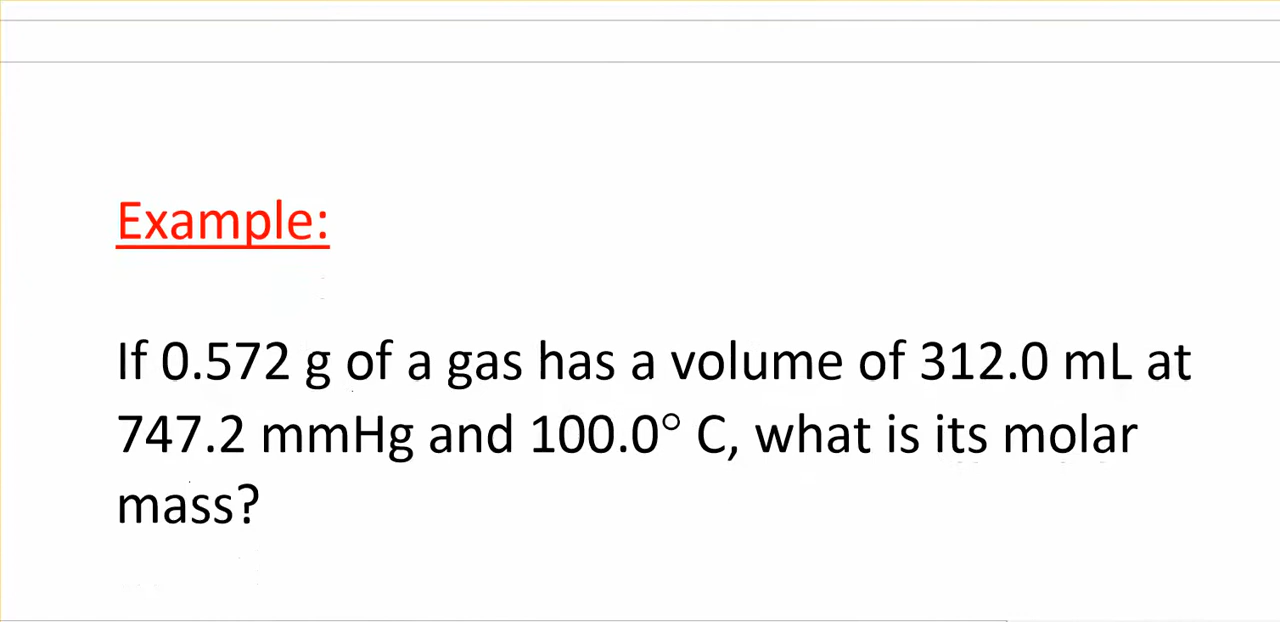 Example:
If 0.572 g of a gas has a volume of 312.0 mL at
747.2 mmHg and 100.0° C, what is its molar
mass?